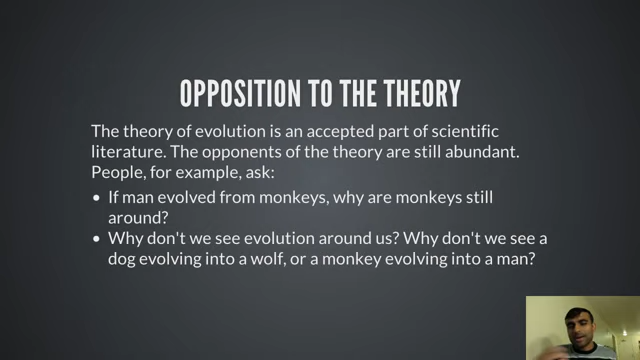 OPPOSITION TO THE THEORY
The theory of evolution is an accepted part of scientific
literature. The opponents of the theory are still abundant.
People, for example, ask:
• If man evolved from monkeys, why are monkeys still
around?
• Why don't we see evolution around us? Why don't we see a
dog evolving into a wolf, or a monkey evolving into a man?